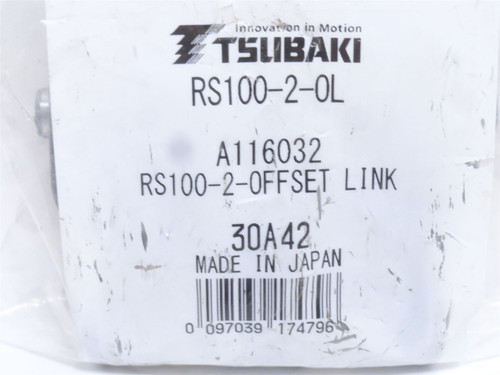 Innovation in Motion
TSUBAKI
RS100-2-OL
A116032
RS100-2-OFFSET LINK
30A42
MADE IN JAPAN
0 097039 174796